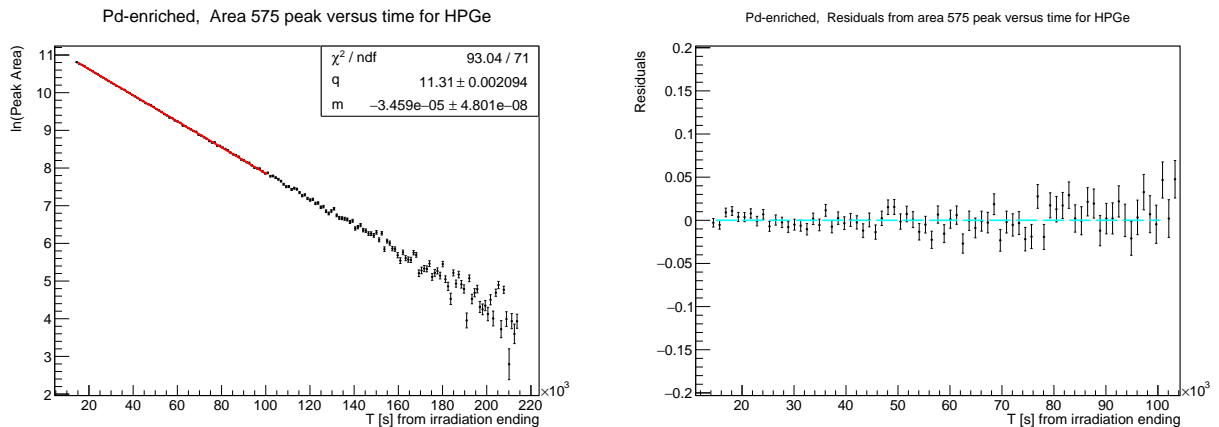 Pd-enriched, Area 575 peak versus time for HPGe
χ² / ndf 93.04 / 71
q 11.31 ± 0.002094
m −3.459e−05 ± 4.801e−08
ln(Peak Area)
11
10
9
8
7
6
5
4
3
2
20 40 60 80 100 120 140 160 180 200 220
×10³
T [s] from irradiation ending
Pd-enriched, Residuals from area 575 peak versus time for HPGe
Residuals
0.2
0.15
0.1
0.05
0
−0.05
−0.1
−0.15
−0.2
20 30 40 50 60 70 80 90 100
×10³
T [s] from irradiation ending